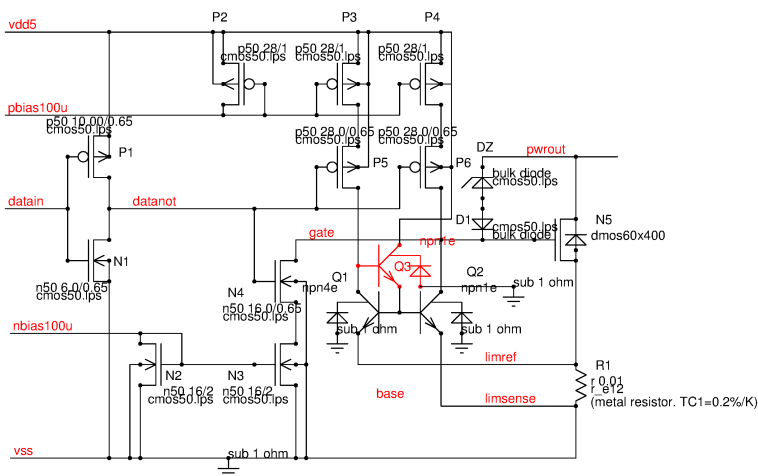 P2
P3
P4
vdd5
p50 28/1
cmos50.lps
p50 28/1
cmos50.lps
p50 28/1
cmos50.lps
pbias100u
p50 10.00/0.65
cmos50.lps
P1
p50 28.0/0.65
cmos50.lps
P5
p50 28.0/0.65
cmos50.lps
P6
DZ
pwrout
bulk diode
cmos50.lps
datain
datanot
D1
cmos50.lps
bulk diode
N5
dmos60x400
gate
npn1e
N1
n50 6.0/0.65
cmos50.lps
N4
n50 16.0/0.65
cmos50.lps
Q1
npn4e
Q3
Q2
npn1e
sub 1 ohm
sub 1 ohm
sub 1 ohm
nbias100u
N2
n50 16/2
cmos50.lps
N3
n50 16/2
cmos50.lps
limref
base
limsense
R1
r 0.01
r_e12
(metal resistor. TC1=0.2%/K)
vss
sub 1 ohm